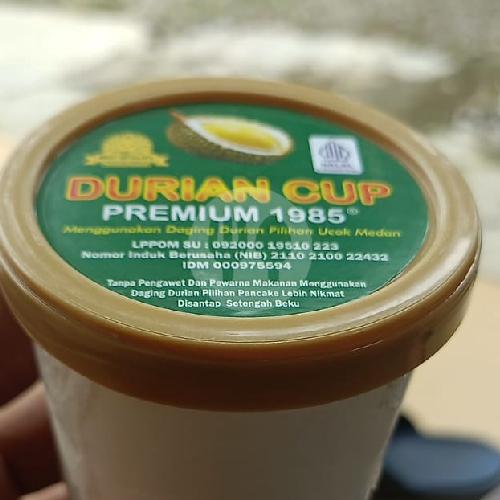 HALAL
DURIAN CUP
PREMIUM 1985®
Menggunakan Daging Durian Pilihan Ucok Medan
LPPOM SU : 092000 19510 223
Nomor Induk Berusaha (NIB) 2110 2100 22432
IDM 000975594
Tanpa Pengawet Dan Pewarna Makanan Menggunakan
Daging Durian Pilihan Pancake Lebih Nikmat
Disantap Setengah Beku